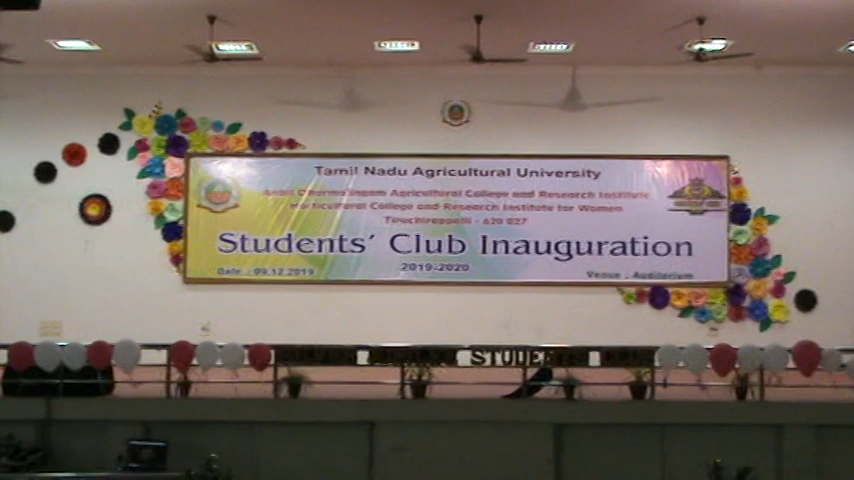 Tamil Nadu Agricultural University
Anbil Dharmalingam Agricultural College and Research Institute
Horticultural College and Research Institute for Women
Tiruchirappalli - 620 027
Students' Club Inauguration
2019-2020
Date : 09.12.2019
Venue : Auditorium
STUDENTS